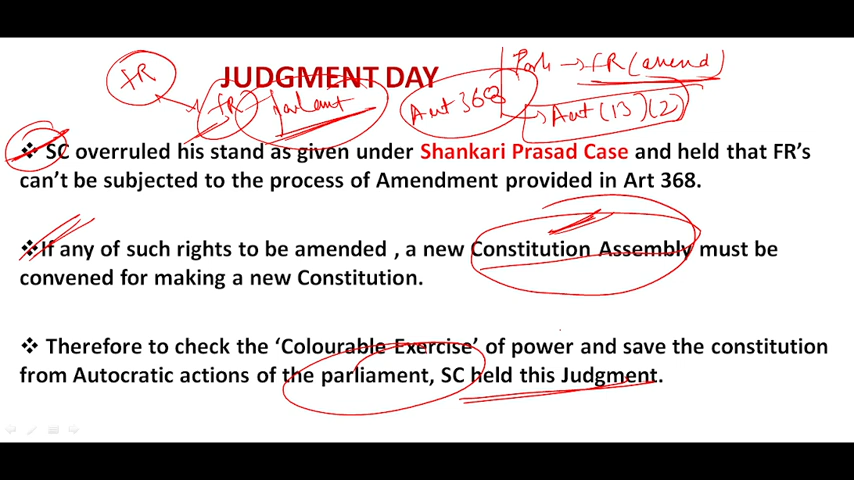 FR
JUDGMENT DAY
Parl → FR (amend)
FR
parliament
Art 368
→ Art (13) (2)
❖ SC overruled his stand as given under Shankari Prasad Case and held that FR's
can't be subjected to the process of Amendment provided in Art 368.
❖ If any of such rights to be amended , a new Constitution Assembly must be
convened for making a new Constitution.
❖ Therefore to check the 'Colourable Exercise' of power and save the constitution
from Autocratic actions of the parliament, SC held this Judgment.